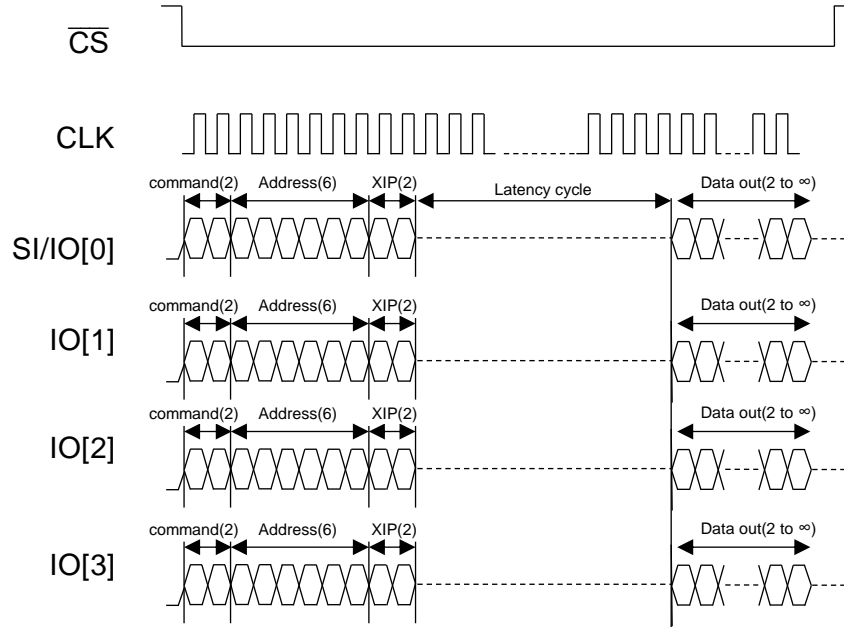 CS
CLK
command(2) Address(6) XIP(2) Latency cycle Data out(2 to ∞)
SI/IO[0]
command(2) Address(6) XIP(2) Data out(2 to ∞)
IO[1]
command(2) Address(6) XIP(2) Data out(2 to ∞)
IO[2]
command(2) Address(6) XIP(2) Data out(2 to ∞)
IO[3]